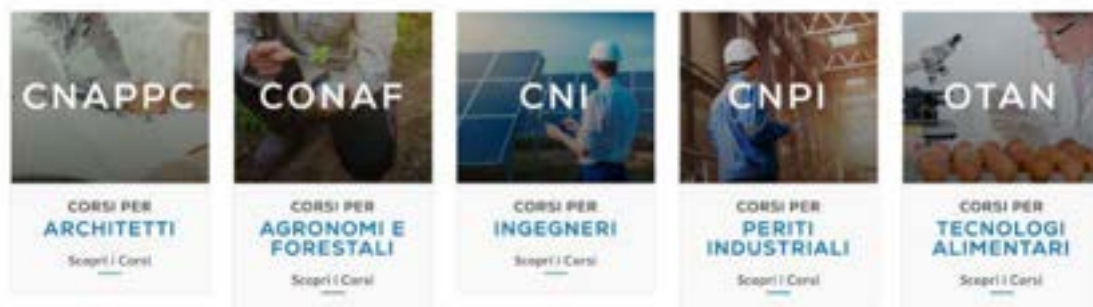 CNAPPC
CORSI PER
ARCHITETTI
Scopri i Corsi
CONAF
CORSI PER
AGRONOMI E
FORESTALI
Scopri i Corsi
CNI
CORSI PER
INGEGNERI
Scopri i Corsi
CNPI
CORSI PER
PERITI
INDUSTRIALI
Scopri i Corsi
OTAN
CORSI PER
TECNOLOGI
ALIMENTARI
Scopri i Corsi